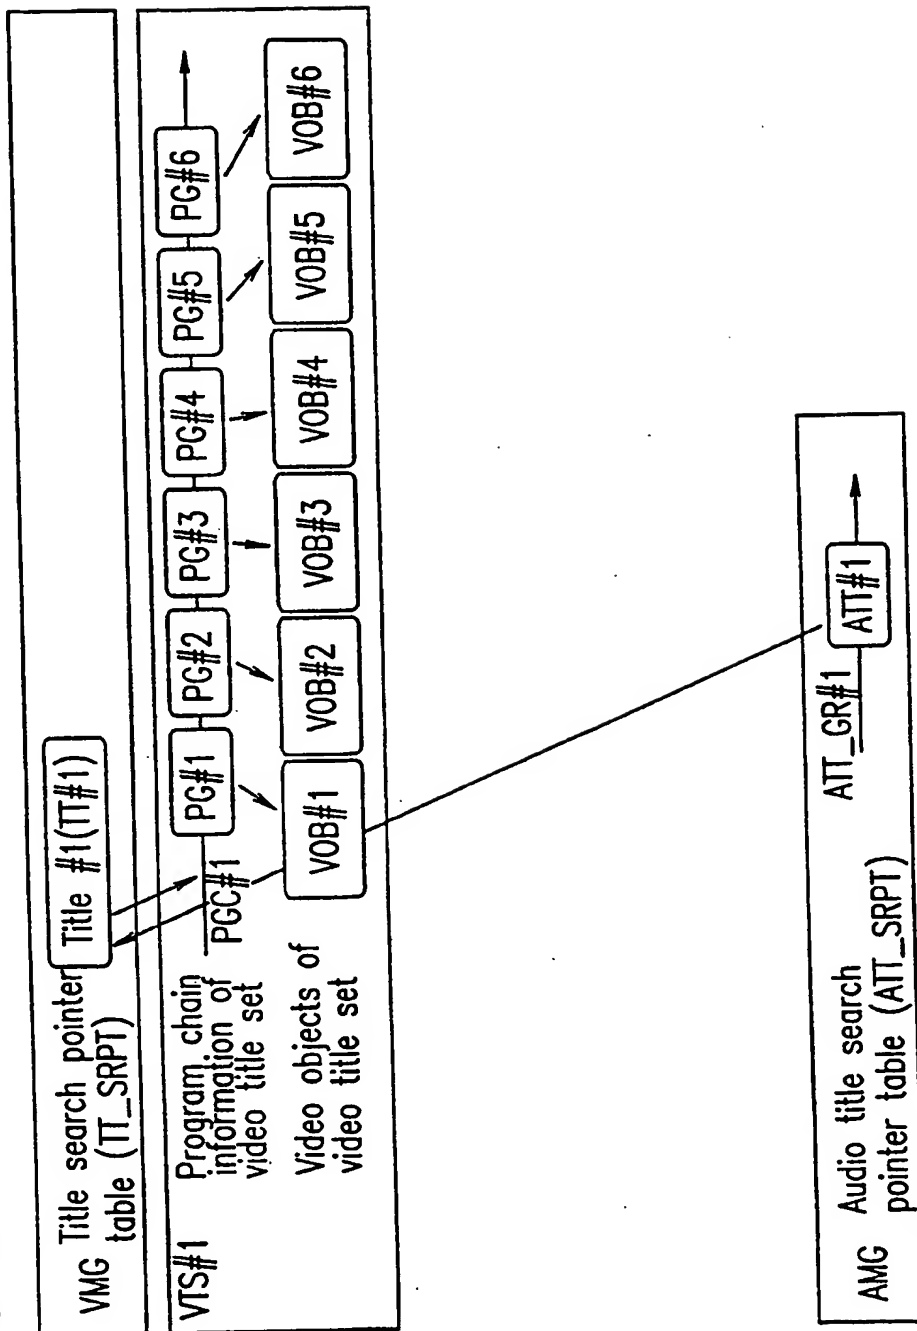 VMG
Title search pointer
table (TT_SRPT)
Title #1(TT#1)
VTS#1
Program chain
information of
video title set
PGC#1
PG#1
PG#2
PG#3
PG#4
PG#5
PG#6
Video objects of
video title set
VOB#1
VOB#2
VOB#3
VOB#4
VOB#5
VOB#6
AMG
Audio title search
pointer table (ATT_SRPT)
ATT_GR#1
ATT#1